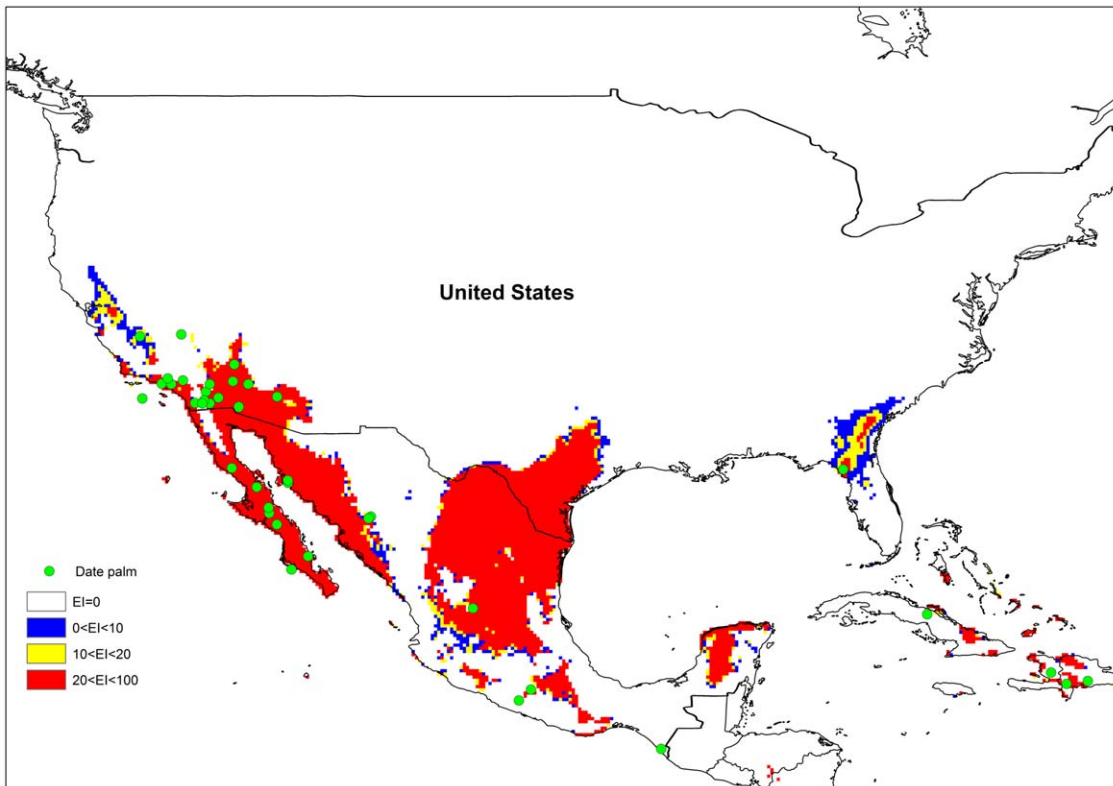 United States
Date palm
EI=0
0<EI<10
10<EI<20
20<EI<100